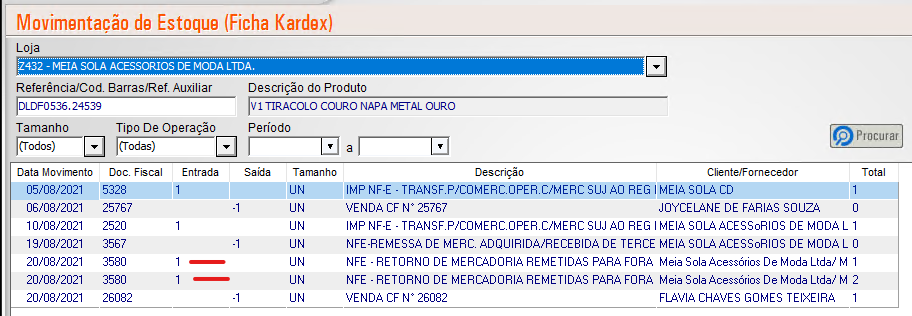 Movimentação de Estoque (Ficha Kardex)
Loja
Z432 - MEIA SOLA ACESSORIOS DE MODA LTDA.
Referência/Cod. Barras/Ref. Auxiliar Descrição do Produto
DLDF0536.24539 V1 TIRACOLO COURO NAPA METAL OURO
Tamanho Tipo De Operação Período
(Todos) (Todas) a Procurar
Data Movimento Doc. Fiscal Entrada Saída Tamanho Descrição Cliente/Fornecedor Total
05/08/2021 5328 1 UN IMP NF-E - TRANSF.P/COMERC.OPER.C/MERC SUJ AO REG I MEIA SOLA CD 1
06/08/2021 25767 -1 UN VENDA CF N° 25767 JOYCELANE DE FARIAS SOUZA 0
10/08/2021 2520 1 UN IMP NF-E - TRANSF.P/COMERC.OPER.C/MERC SUJ AO REG I MEIA SOLA ACESSoRIOS DE MODA L 1
19/08/2021 3567 -1 UN NFE-REMESSA DE MERC. ADQUIRIDA/RECEBIDA DE TERCE MEIA SOLA ACESSoRIOS DE MODA L 0
20/08/2021 3580 1 UN NFE - RETORNO DE MERCADORIA REMETIDAS PARA FORA Meia Sola Acessórios De Moda Ltda/ M 1
20/08/2021 3580 1 UN NFE - RETORNO DE MERCADORIA REMETIDAS PARA FORA Meia Sola Acessórios De Moda Ltda/ M 2
20/08/2021 26082 -1 UN VENDA CF N° 26082 FLAVIA CHAVES GOMES TEIXEIRA 1